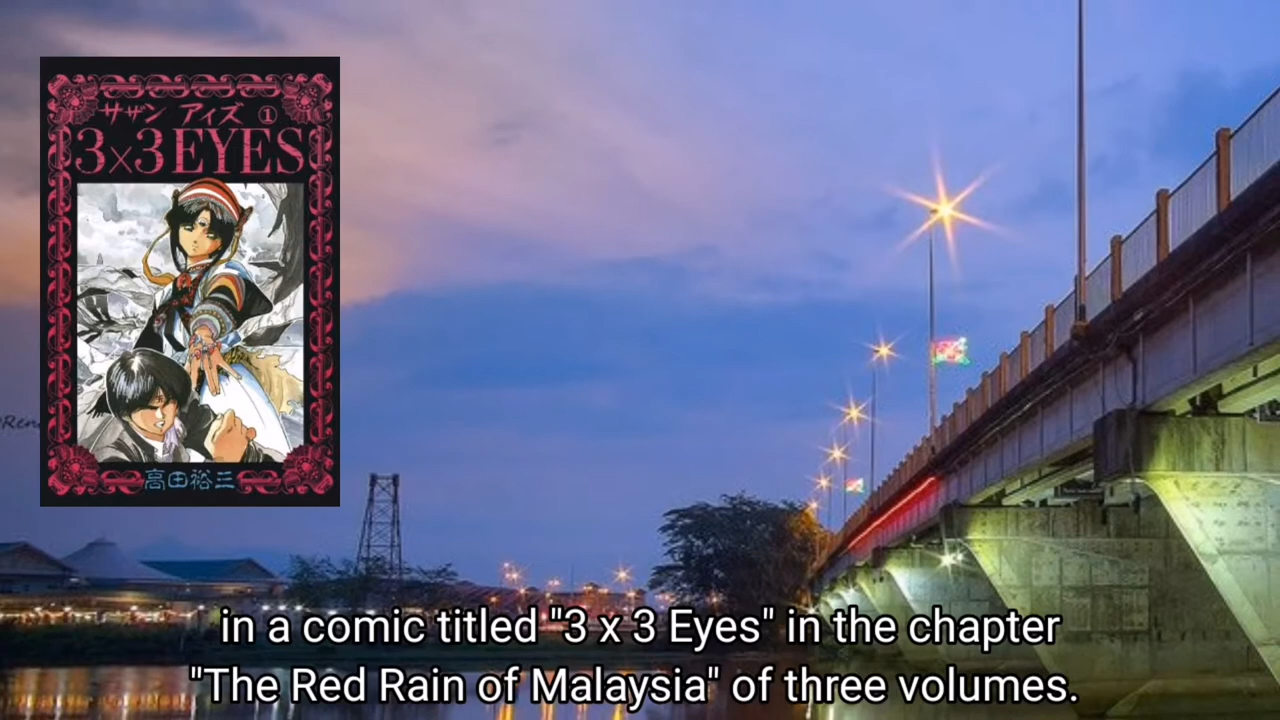 サザン アイズ ①
3×3 EYES
高田裕三
in a comic titled "3 x 3 Eyes" in the chapter
"The Red Rain of Malaysia" of three volumes.